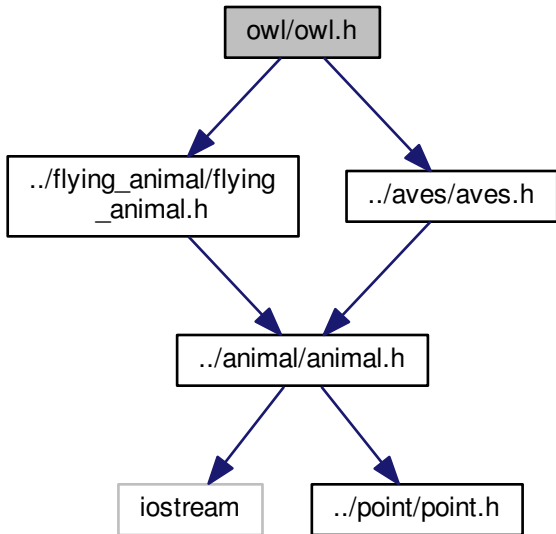 owl/owl.h
../flying_animal/flying
_animal.h
../aves/aves.h
../animal/animal.h
iostream
../point/point.h